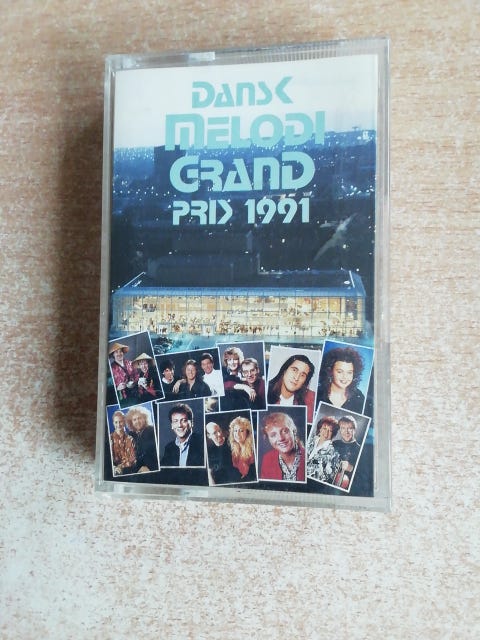 DANSK
MELODI
GRAND
PRIX 1991